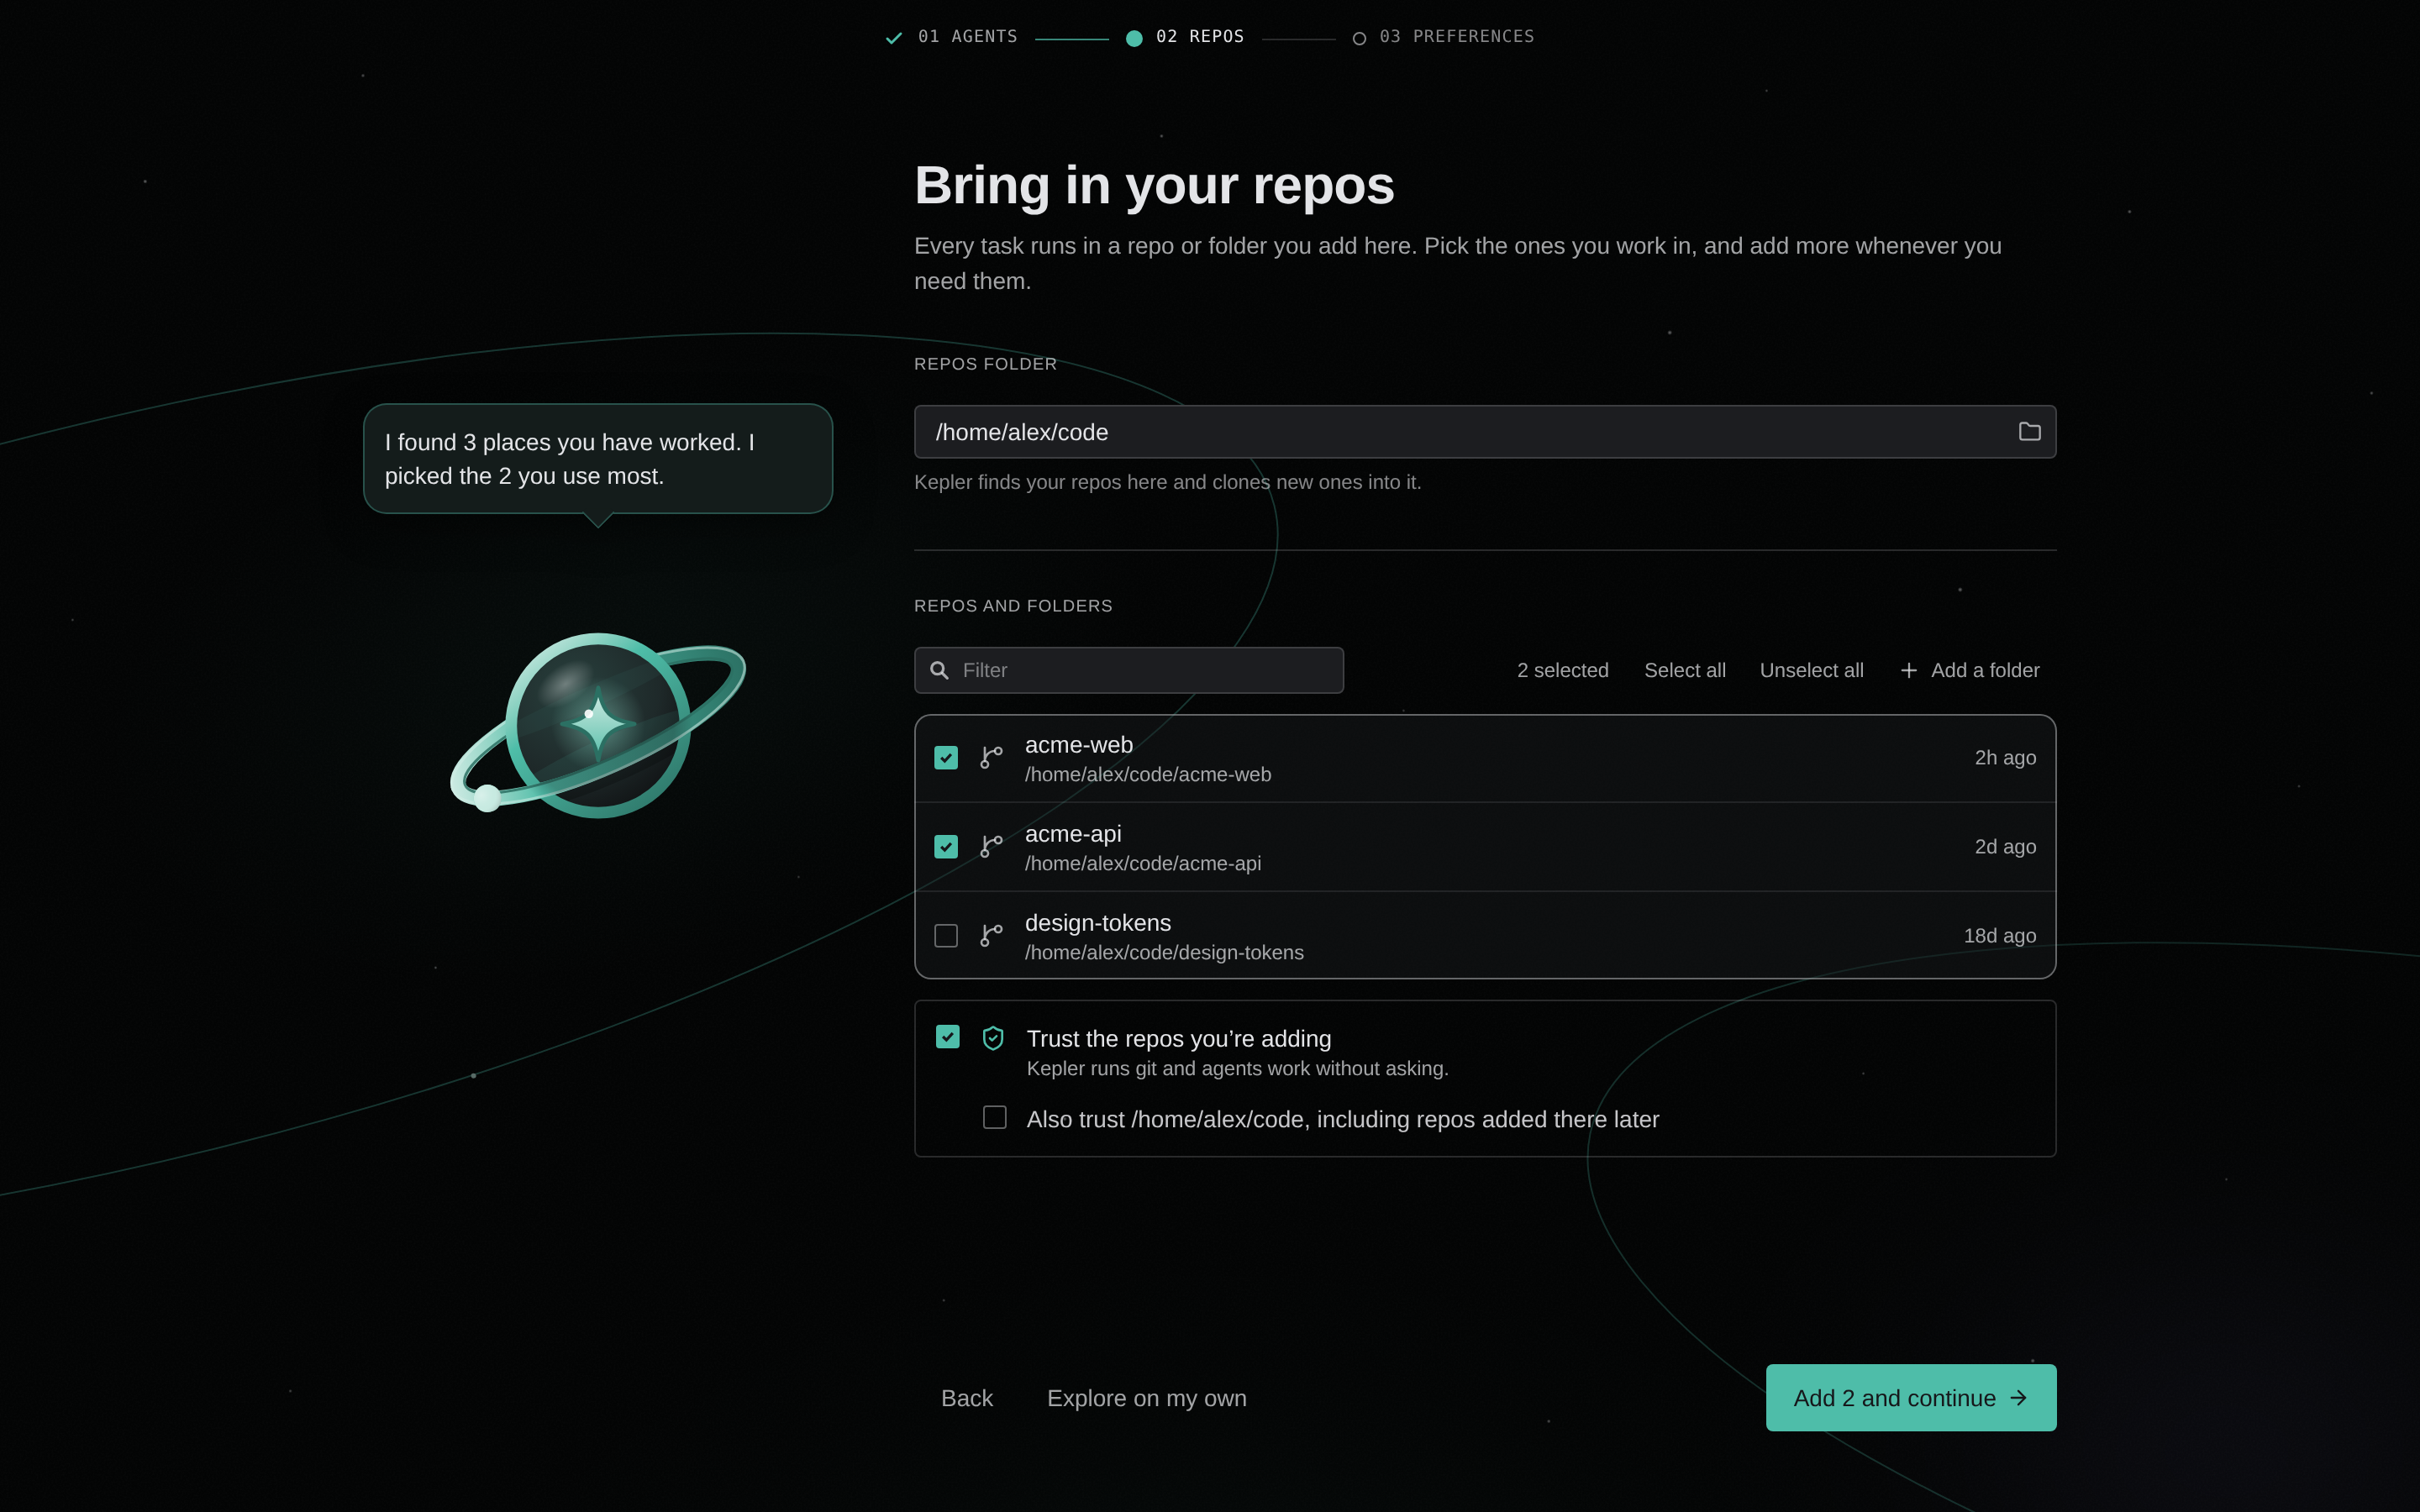 01 AGENTS
02 REPOS
03 PREFERENCES
Bring in your repos
Every task runs in a repo or folder you add here. Pick the ones you work in, and add more whenever you
need them.
I found 3 places you have worked. I
picked the 2 you use most.
REPOS FOLDER
/home/alex/code
Kepler finds your repos here and clones new ones into it.
REPOS AND FOLDERS
Filter
2 selected
Select all
Unselect all
Add a folder
acme-web
/home/alex/code/acme-web
2h ago
acme-api
/home/alex/code/acme-api
2d ago
design-tokens
/home/alex/code/design-tokens
18d ago
Trust the repos you’re adding
Kepler runs git and agents work without asking.
Also trust /home/alex/code, including repos added there later
Back
Explore on my own
Add 2 and continue